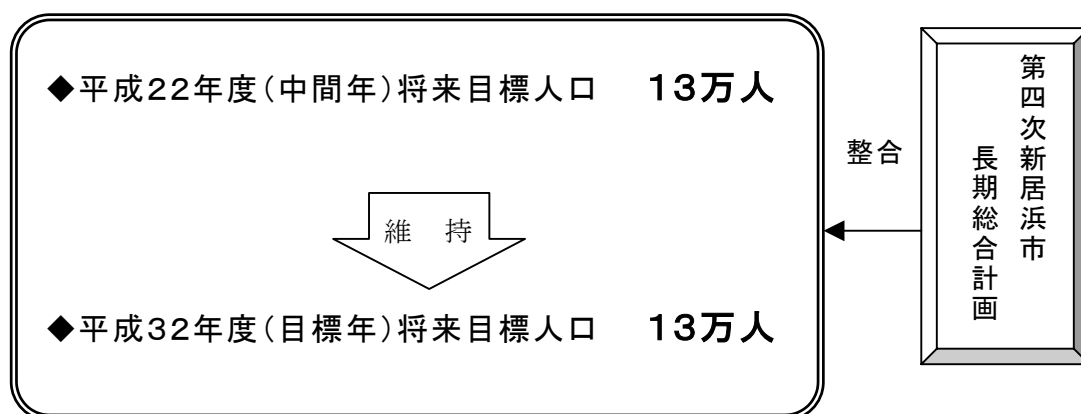 ◆平成22年度(中間年)将来目標人口 13万人
維 持
◆平成32年度(目標年)将来目標人口 13万人
整合
第四次新居浜市
長期総合計画